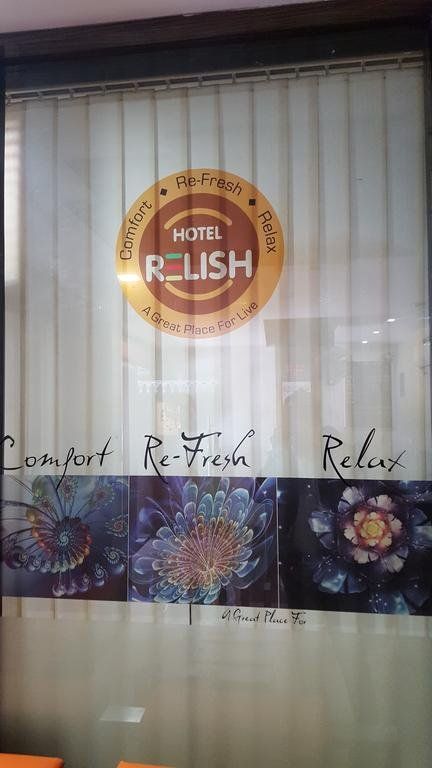 Comfort ◆ Re-Fresh ◆ Relax
HOTEL
RELISH
A Great Place For Live
Comfort Re-Fresh Relax
A Great Place For